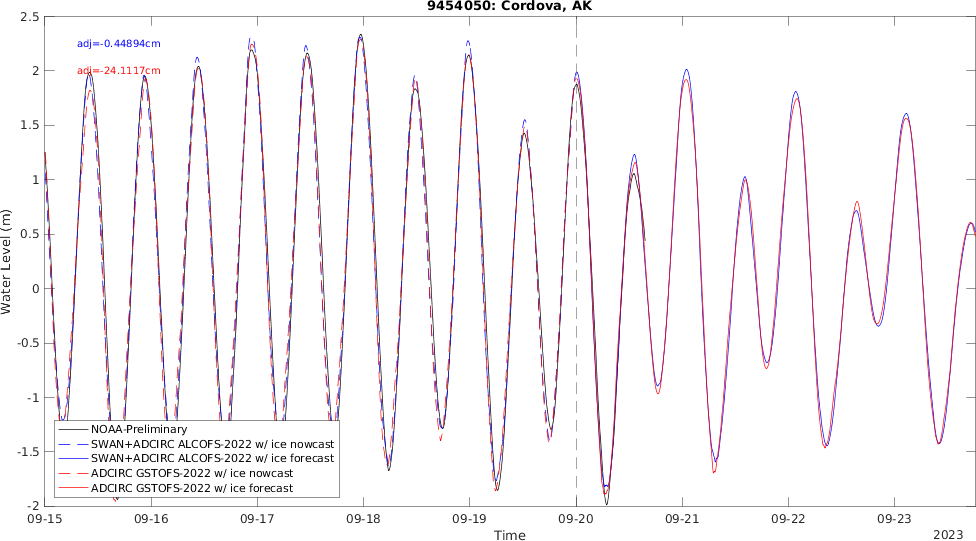 9454050: Cordova, AK
adj=-0.44894cm
adj=-24.1117cm
Water Level (m)
2.5
2
1.5
1
0.5
0
-0.5
-1
-1.5
-2
NOAA-Preliminary
SWAN+ADCIRC ALCOFS-2022 w/ ice nowcast
SWAN+ADCIRC ALCOFS-2022 w/ ice forecast
ADCIRC GSTOFS-2022 w/ ice nowcast
ADCIRC GSTOFS-2022 w/ ice forecast
09-15 09-16 09-17 09-18 09-19 09-20 09-21 09-22 09-23
Time
2023